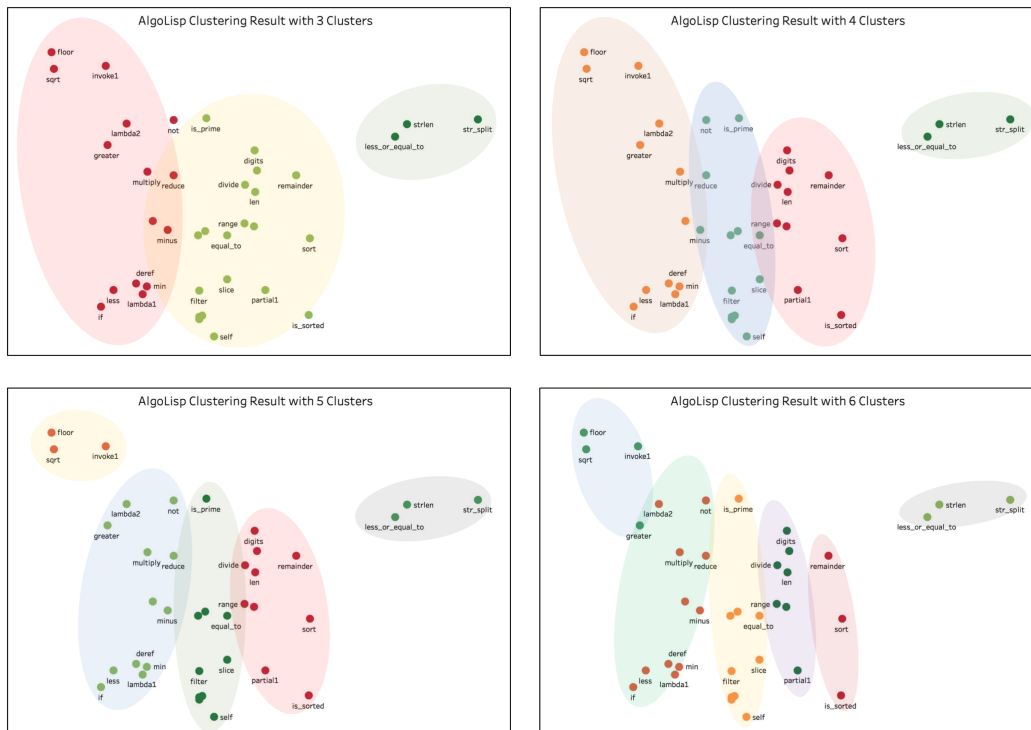 AlgoLisp Clustering Result with 3 Clusters
floor
sqrt
invoke1
lambda2
not
is_prime
greater
strlen
str_split
less_or_equal_to
digits
multiply
reduce
divide
remainder
len
range
minus
equal_to
sort
deref
min
less
lambda1
if
slice
filter
partial1
is_sorted
self
AlgoLisp Clustering Result with 4 Clusters
floor
sqrt
invoke1
lambda2
not
is_prime
greater
strlen
str_split
less_or_equal_to
digits
multiply
reduce
divide
remainder
len
range
minus
equal_to
sort
deref
min
less
lambda1
if
slice
filter
partial1
is_sorted
self
AlgoLisp Clustering Result with 5 Clusters
floor
sqrt
invoke1
lambda2
not
is_prime
greater
strlen
str_split
less_or_equal_to
digits
multiply
reduce
divide
remainder
len
range
minus
equal_to
sort
deref
min
less
lambda1
if
slice
filter
partial1
is_sorted
self
AlgoLisp Clustering Result with 6 Clusters
floor
sqrt
invoke1
lambda2
not
is_prime
greater
strlen
str_split
less_or_equal_to
digits
multiply
reduce
divide
remainder
len
range
minus
equal_to
sort
deref
min
less
lambda1
if
slice
filter
partial1
is_sorted
self